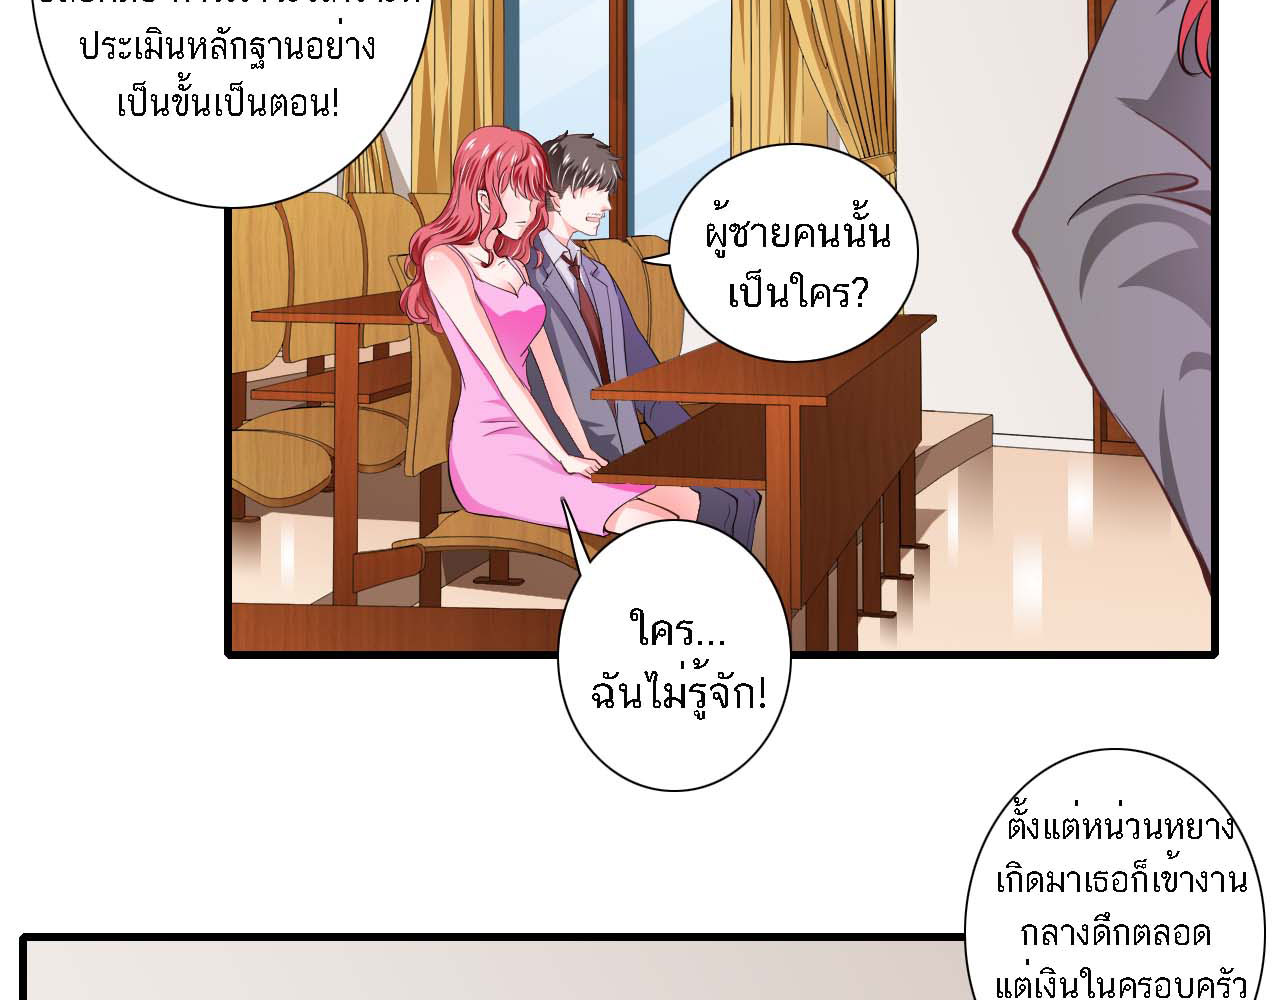 ประเมินหลักฐานอย่าง
เป็นขั้นเป็นตอน!
ผู้ชายคนนั้น
เป็นใคร?
ใคร...
ฉันไม่รู้จัก!
ตั้งแต่หน่วนหยาง
เกิดมาเธอก็เข้างาน
กลางดึกตลอด
แต่เงินในครอบครัว